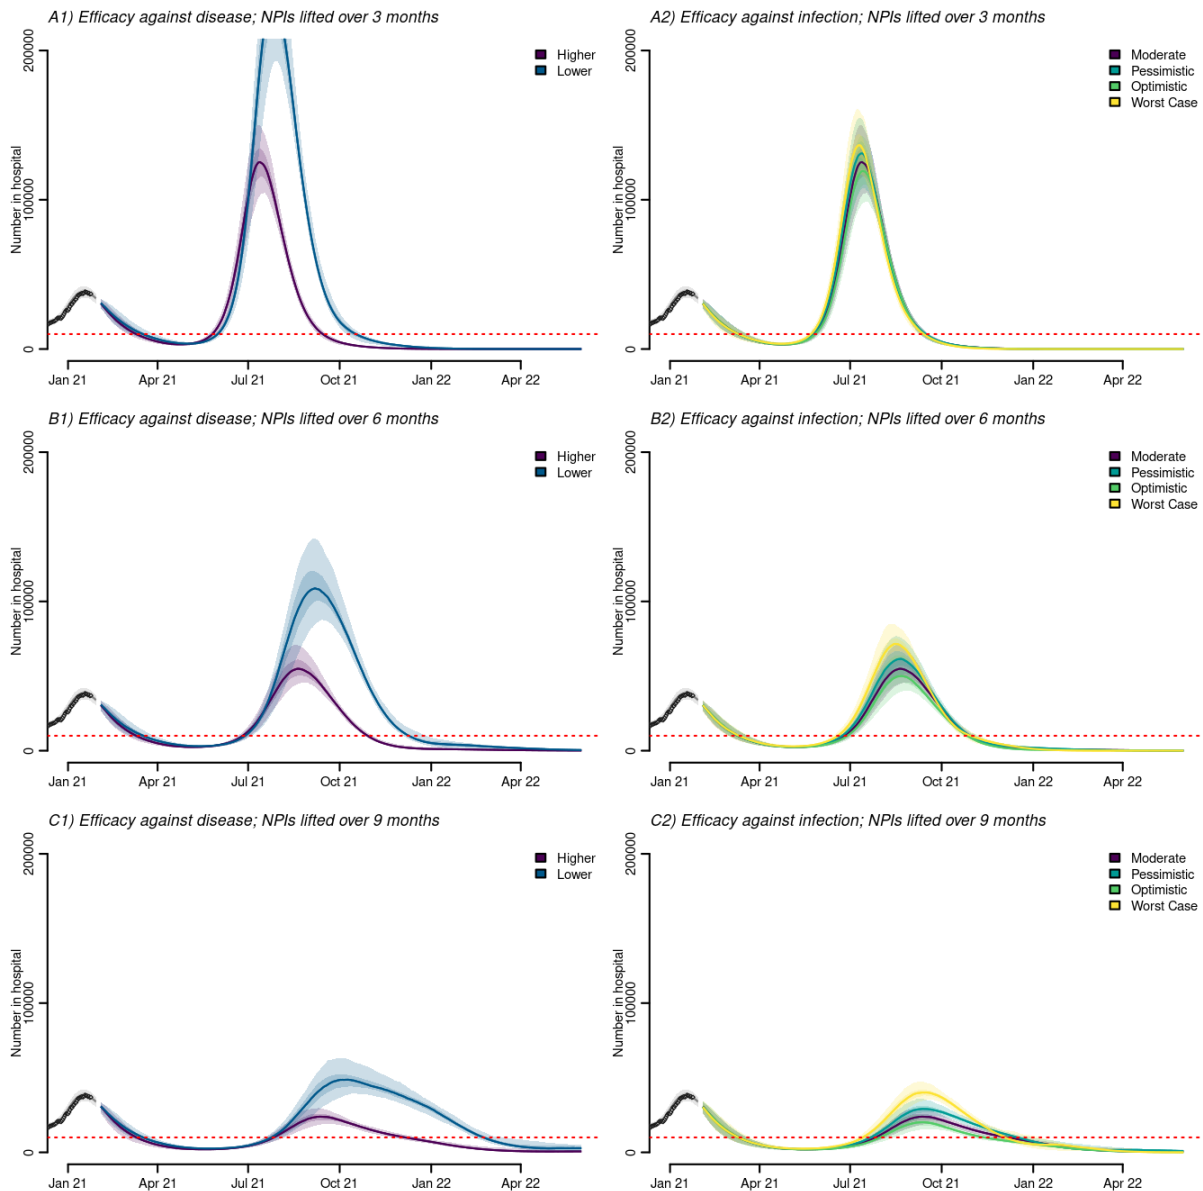 A1) Efficacy against disease; NPIs lifted over 3 months
Higher
Lower
Number in hospital
200000
100000
0
Jan 21 Apr 21 Jul 21 Oct 21 Jan 22 Apr 22
A2) Efficacy against infection; NPIs lifted over 3 months
Moderate
Pessimistic
Optimistic
Worst Case
Number in hospital
200000
100000
0
Jan 21 Apr 21 Jul 21 Oct 21 Jan 22 Apr 22
B1) Efficacy against disease; NPIs lifted over 6 months
Higher
Lower
Number in hospital
200000
100000
0
Jan 21 Apr 21 Jul 21 Oct 21 Jan 22 Apr 22
B2) Efficacy against infection; NPIs lifted over 6 months
Moderate
Pessimistic
Optimistic
Worst Case
Number in hospital
200000
100000
0
Jan 21 Apr 21 Jul 21 Oct 21 Jan 22 Apr 22
C1) Efficacy against disease; NPIs lifted over 9 months
Higher
Lower
Number in hospital
200000
100000
0
Jan 21 Apr 21 Jul 21 Oct 21 Jan 22 Apr 22
C2) Efficacy against infection; NPIs lifted over 9 months
Moderate
Pessimistic
Optimistic
Worst Case
Number in hospital
200000
100000
0
Jan 21 Apr 21 Jul 21 Oct 21 Jan 22 Apr 22